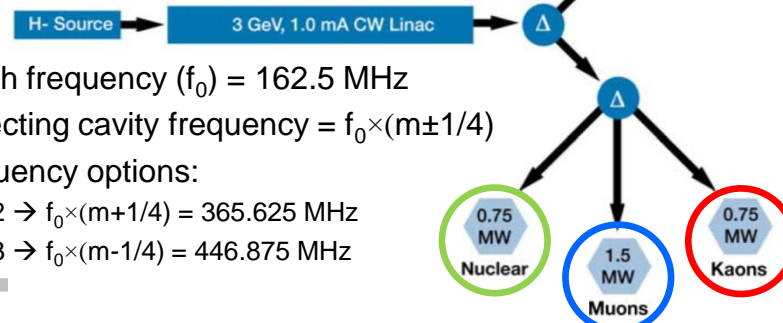 H- Source
3 GeV, 1.0 mA CW Linac
Δ
Δ
frequency (f₀) = 162.5 MHz
cavity frequency = f₀×(m±1/4)
options:
2 → f₀×(m+1/4) = 365.625 MHz
3 → f₀×(m-1/4) = 446.875 MHz
0.75
MW
Nuclear
1.5
MW
Muons
0.75
MW
Kaons